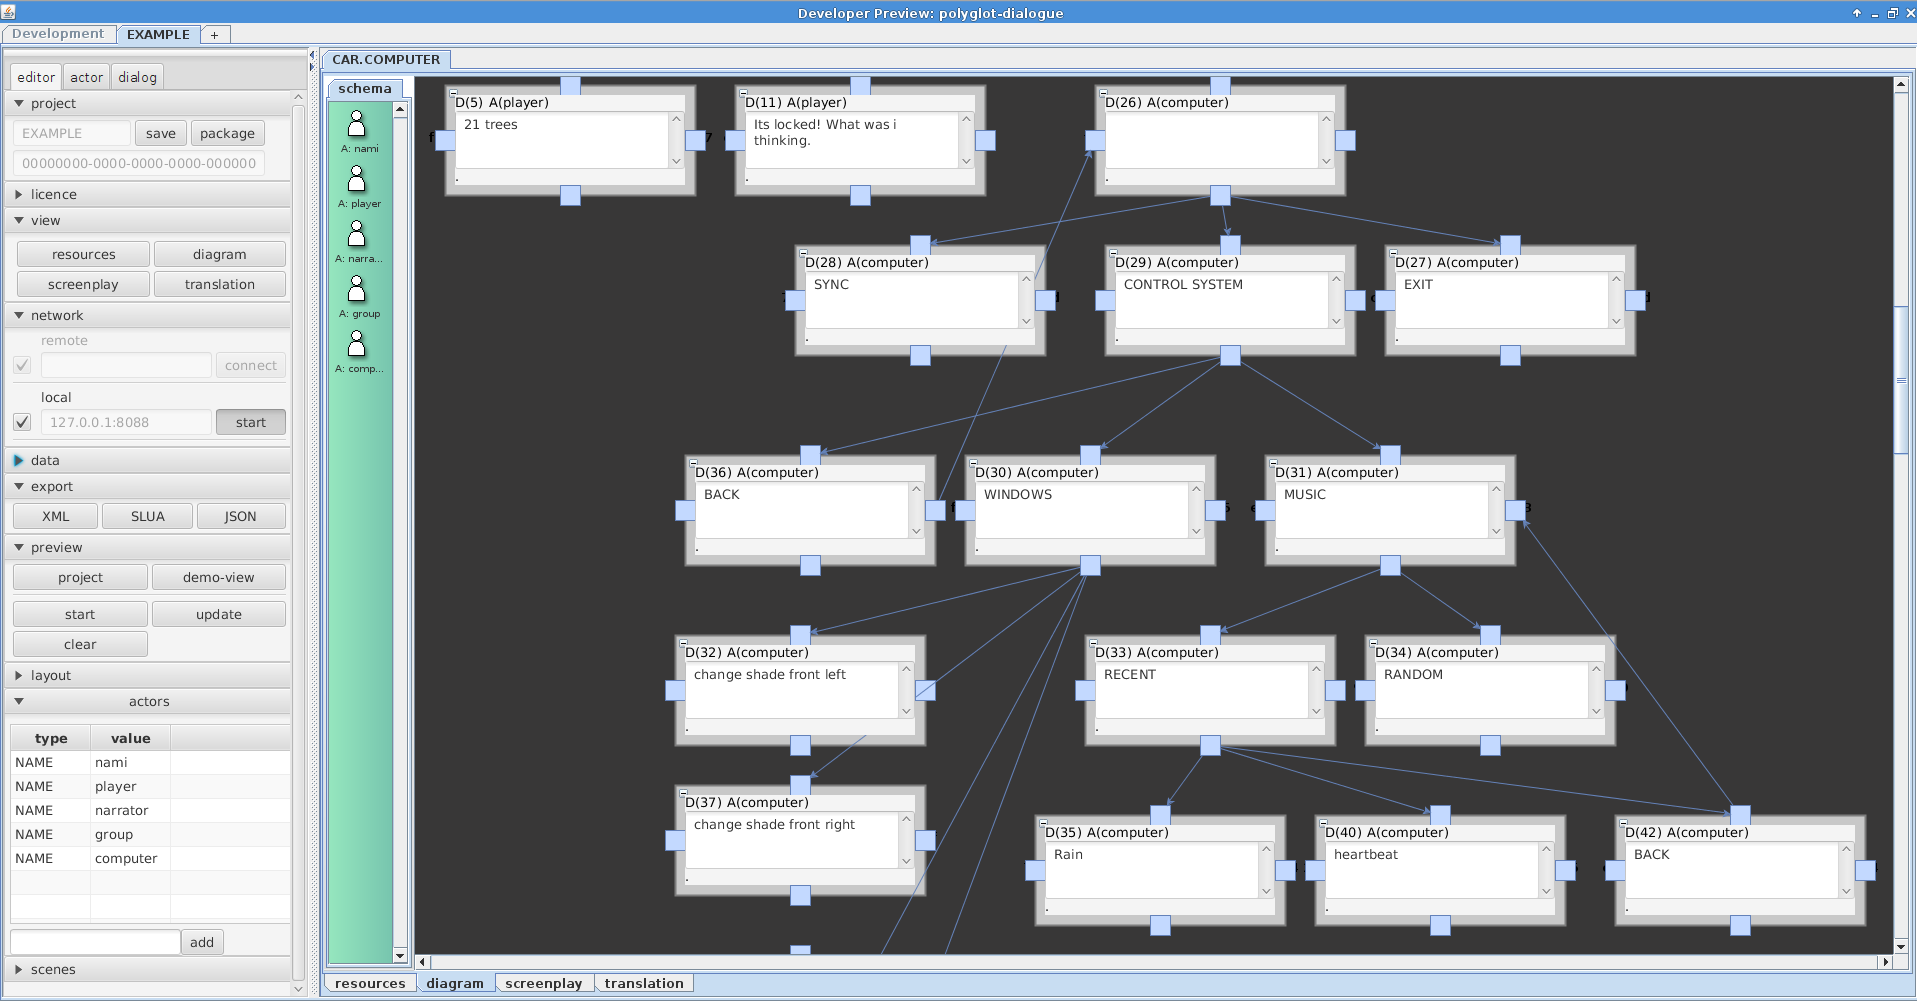 Developer Preview: polyglot-dialogue
Development EXAMPLE +
editor actor dialog
project
EXAMPLE save package
00000000-0000-0000-0000-000000
licence
view
resources diagram
screenplay translation
network
remote
connect
local
127.0.0.1:8088 start
data
export
XML SLUA JSON
preview
project demo-view
start update
clear
layout
actors
type value
NAME nami
NAME player
NAME narrator
NAME group
NAME computer
add
scenes
CAR.COMPUTER
schema
A: nami
A: player
A: narra...
A: group
A: comp...
D(5) A(player)
21 trees
.
D(11) A(player)
Its locked! What was i
thinking.
.
D(26) A(computer)
.
D(28) A(computer)
SYNC
.
D(29) A(computer)
CONTROL SYSTEM
.
D(27) A(computer)
EXIT
.
D(36) A(computer)
BACK
.
D(30) A(computer)
WINDOWS
.
D(31) A(computer)
MUSIC
.
D(32) A(computer)
change shade front left
.
D(33) A(computer)
RECENT
.
D(34) A(computer)
RANDOM
.
D(37) A(computer)
change shade front right
.
D(35) A(computer)
Rain
.
D(40) A(computer)
heartbeat
.
D(42) A(computer)
BACK
.
resources diagram screenplay translation